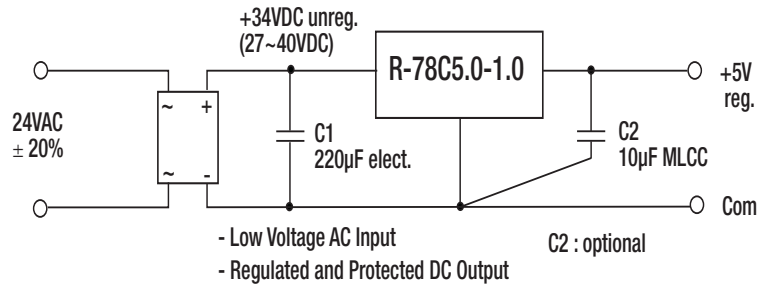 +34VDC unreg.
(27~40VDC)
R-78C5.0-1.0
+5V
reg.
24VAC
± 20%
~ +
~ -
C1
220µF elect.
C2
10µF MLCC
Com
- Low Voltage AC Input
- Regulated and Protected DC Output
C2 : optional